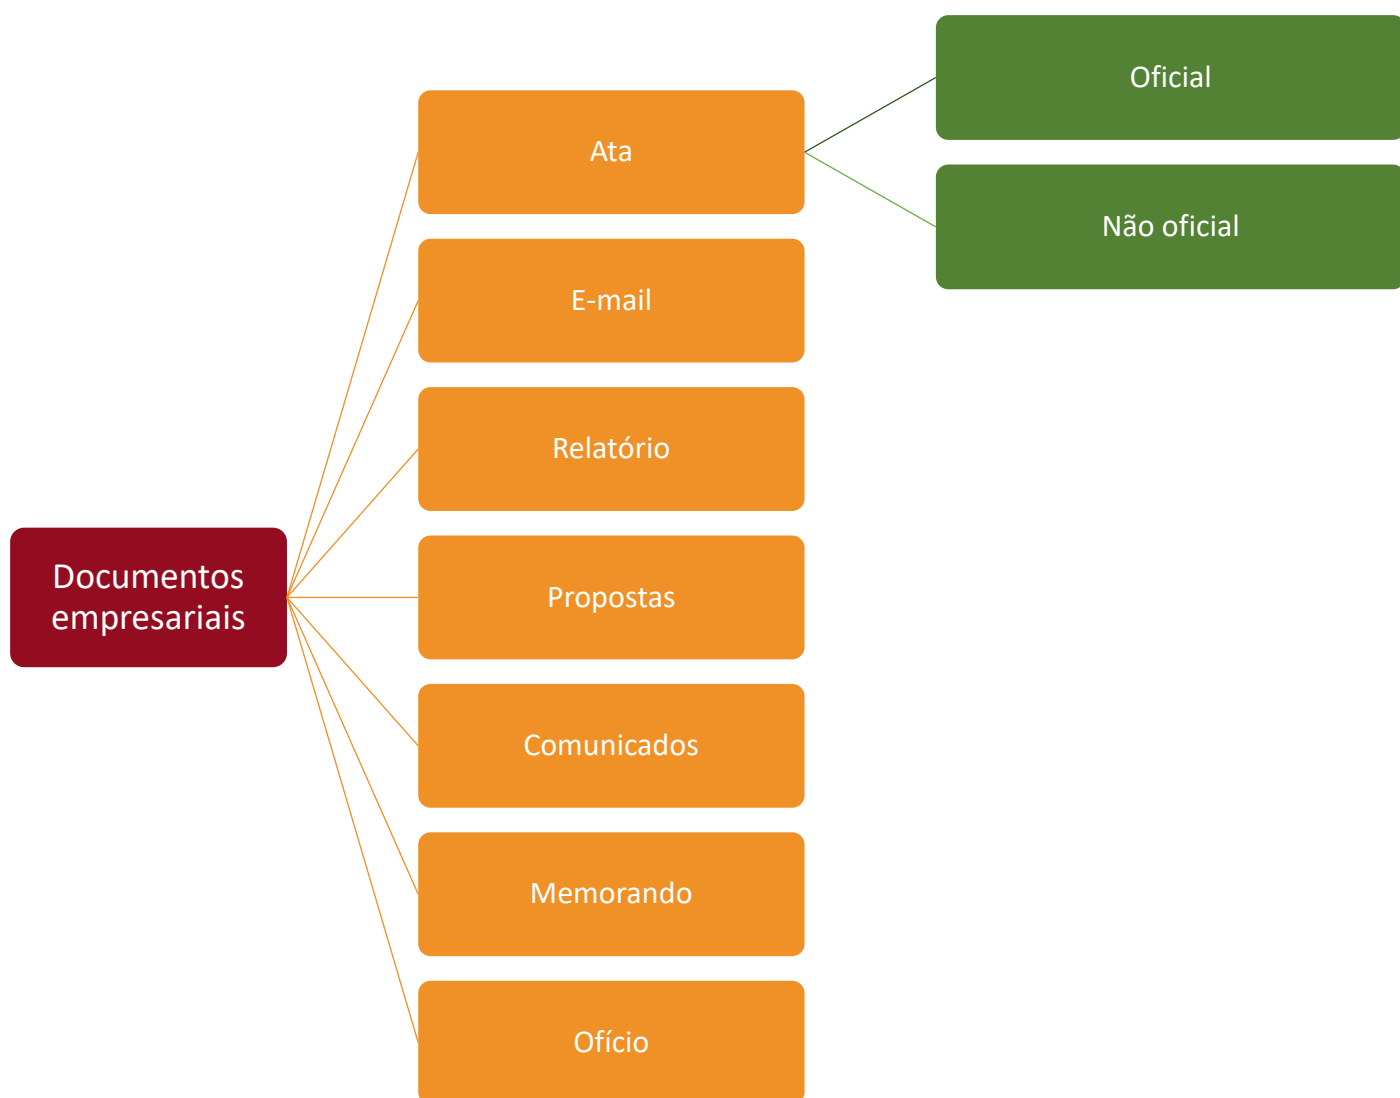 Documentos
empresariais
Ata
Oficial
Não oficial
E-mail
Relatório
Propostas
Comunicados
Memorando
Ofício